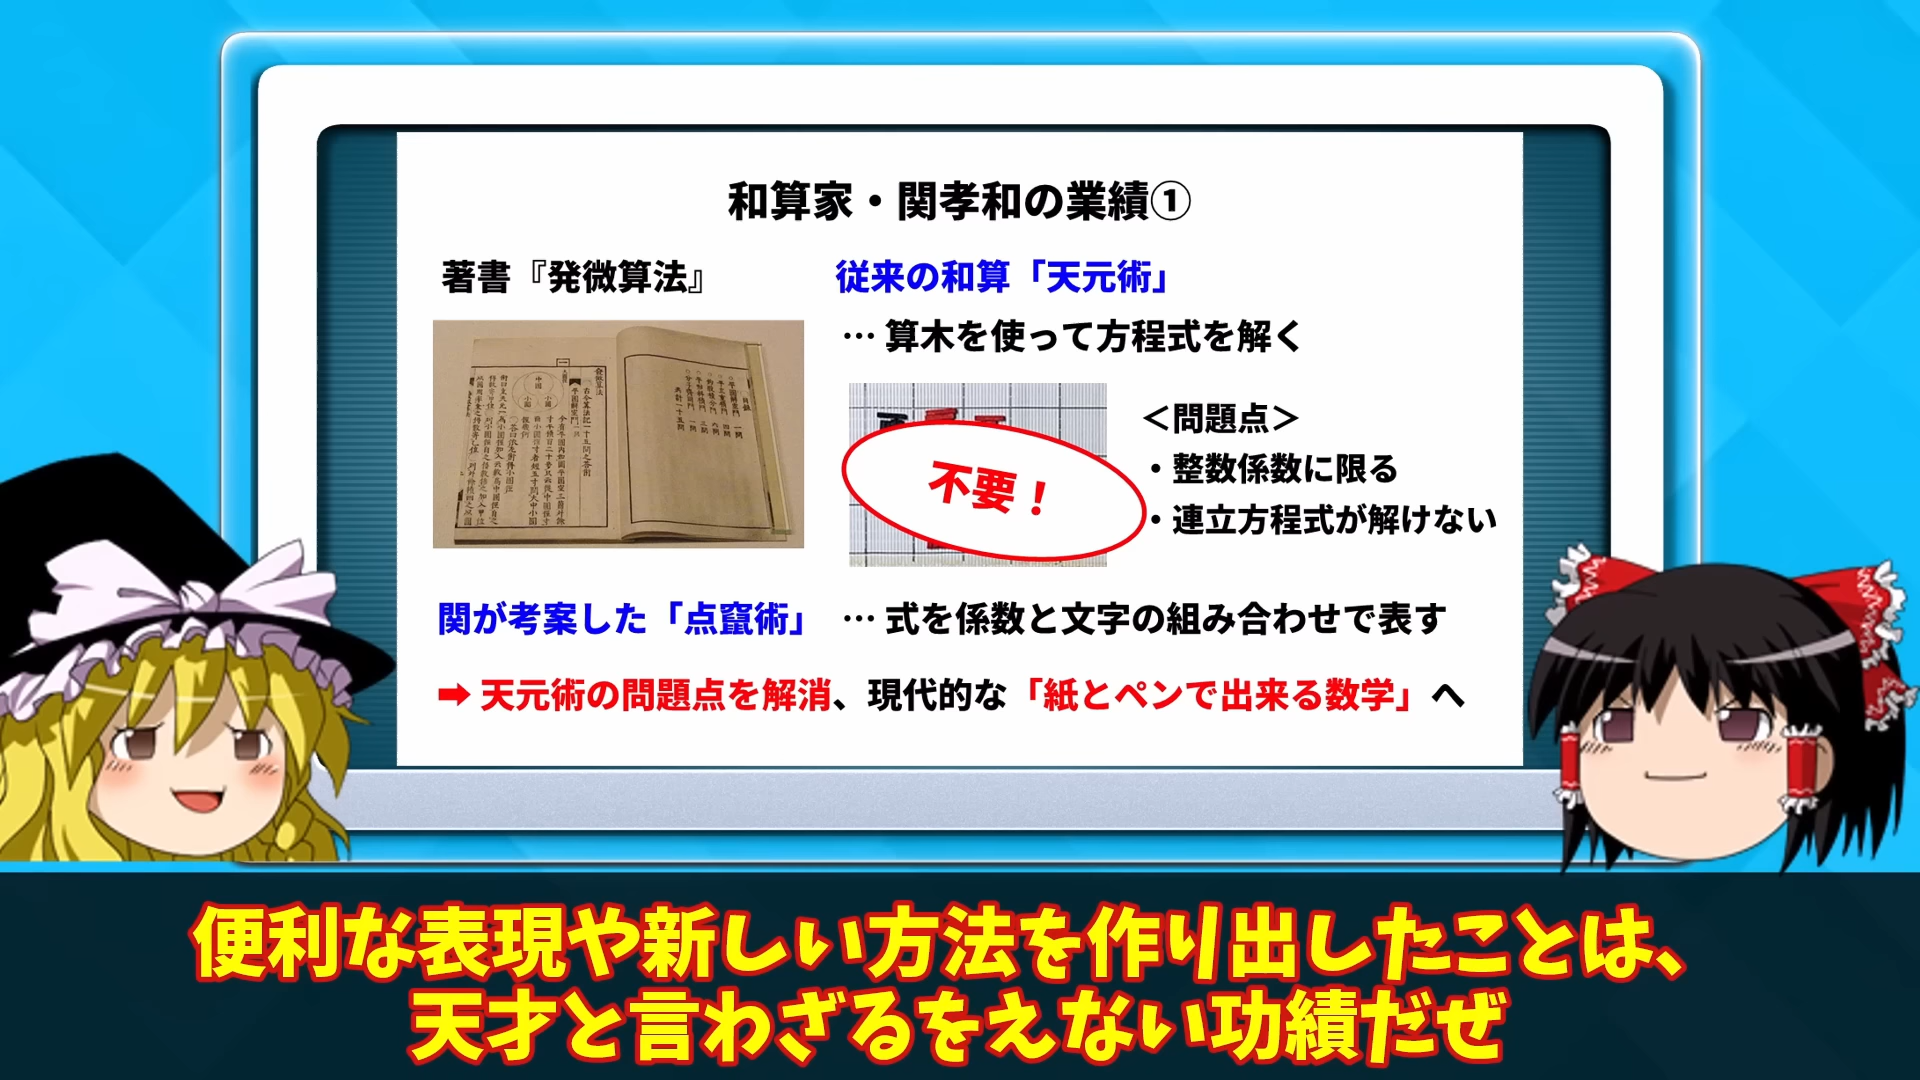 和算家・関孝和の業績①
著書『発微算法』
従来の和算「天元術」
… 算木を使って方程式を解く
不要！
＜問題点＞
・整数係数に限る
・連立方程式が解けない
関が考案した「点竄術」 … 式を係数と文字の組み合わせで表す
➡ 天元術の問題点を解消、現代的な「紙とペンで出来る数学」へ
便利な表現や新しい方法を作り出したことは、
天才と言わざるをえない功績だぜ